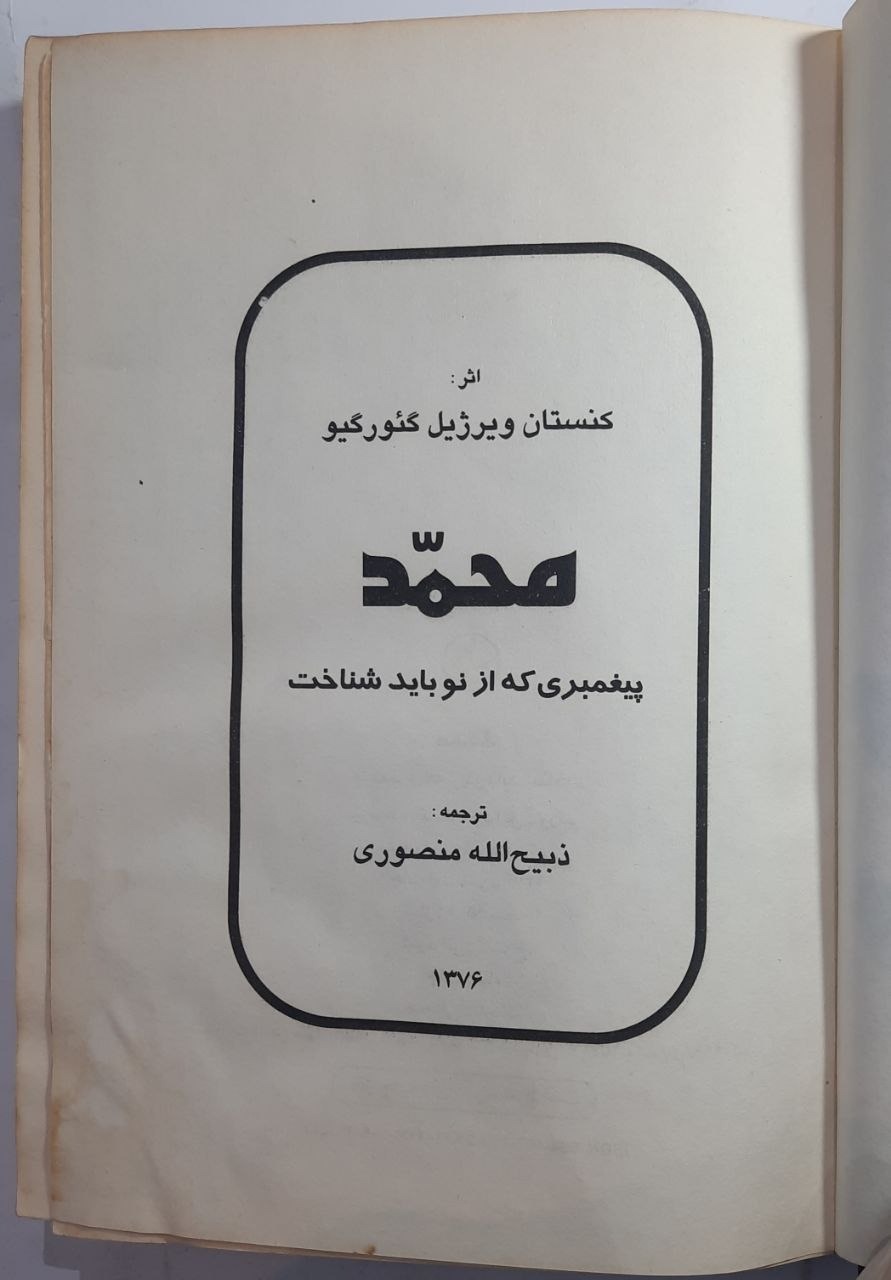 اثر:
کنستان ویرژیل گئورگیو
محمّد
پیغمبری که از نو باید شناخت
ترجمه:
ذبیح‌الله منصوری
۱۳۷۶